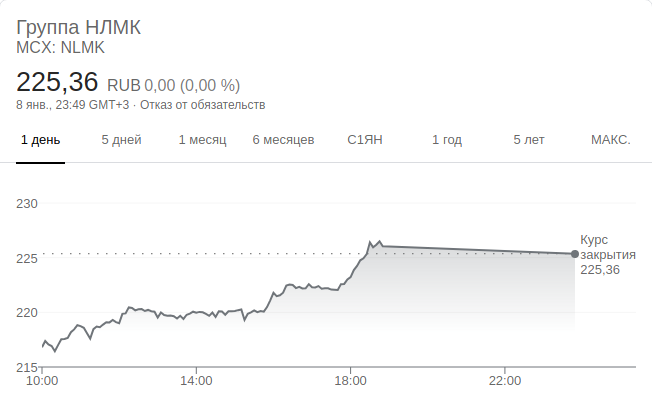 Группа НЛМК
MCX: NLMK
225,36 RUB 0,00 (0,00 %)
8 янв., 23:49 GMT+3 · Отказ от обязательств
1 день 5 дней 1 месяц 6 месяцев С1ЯН 1 год 5 лет МАКС.
230
225
220
215
Курс
закрытия
225,36
10:00 14:00 18:00 22:00